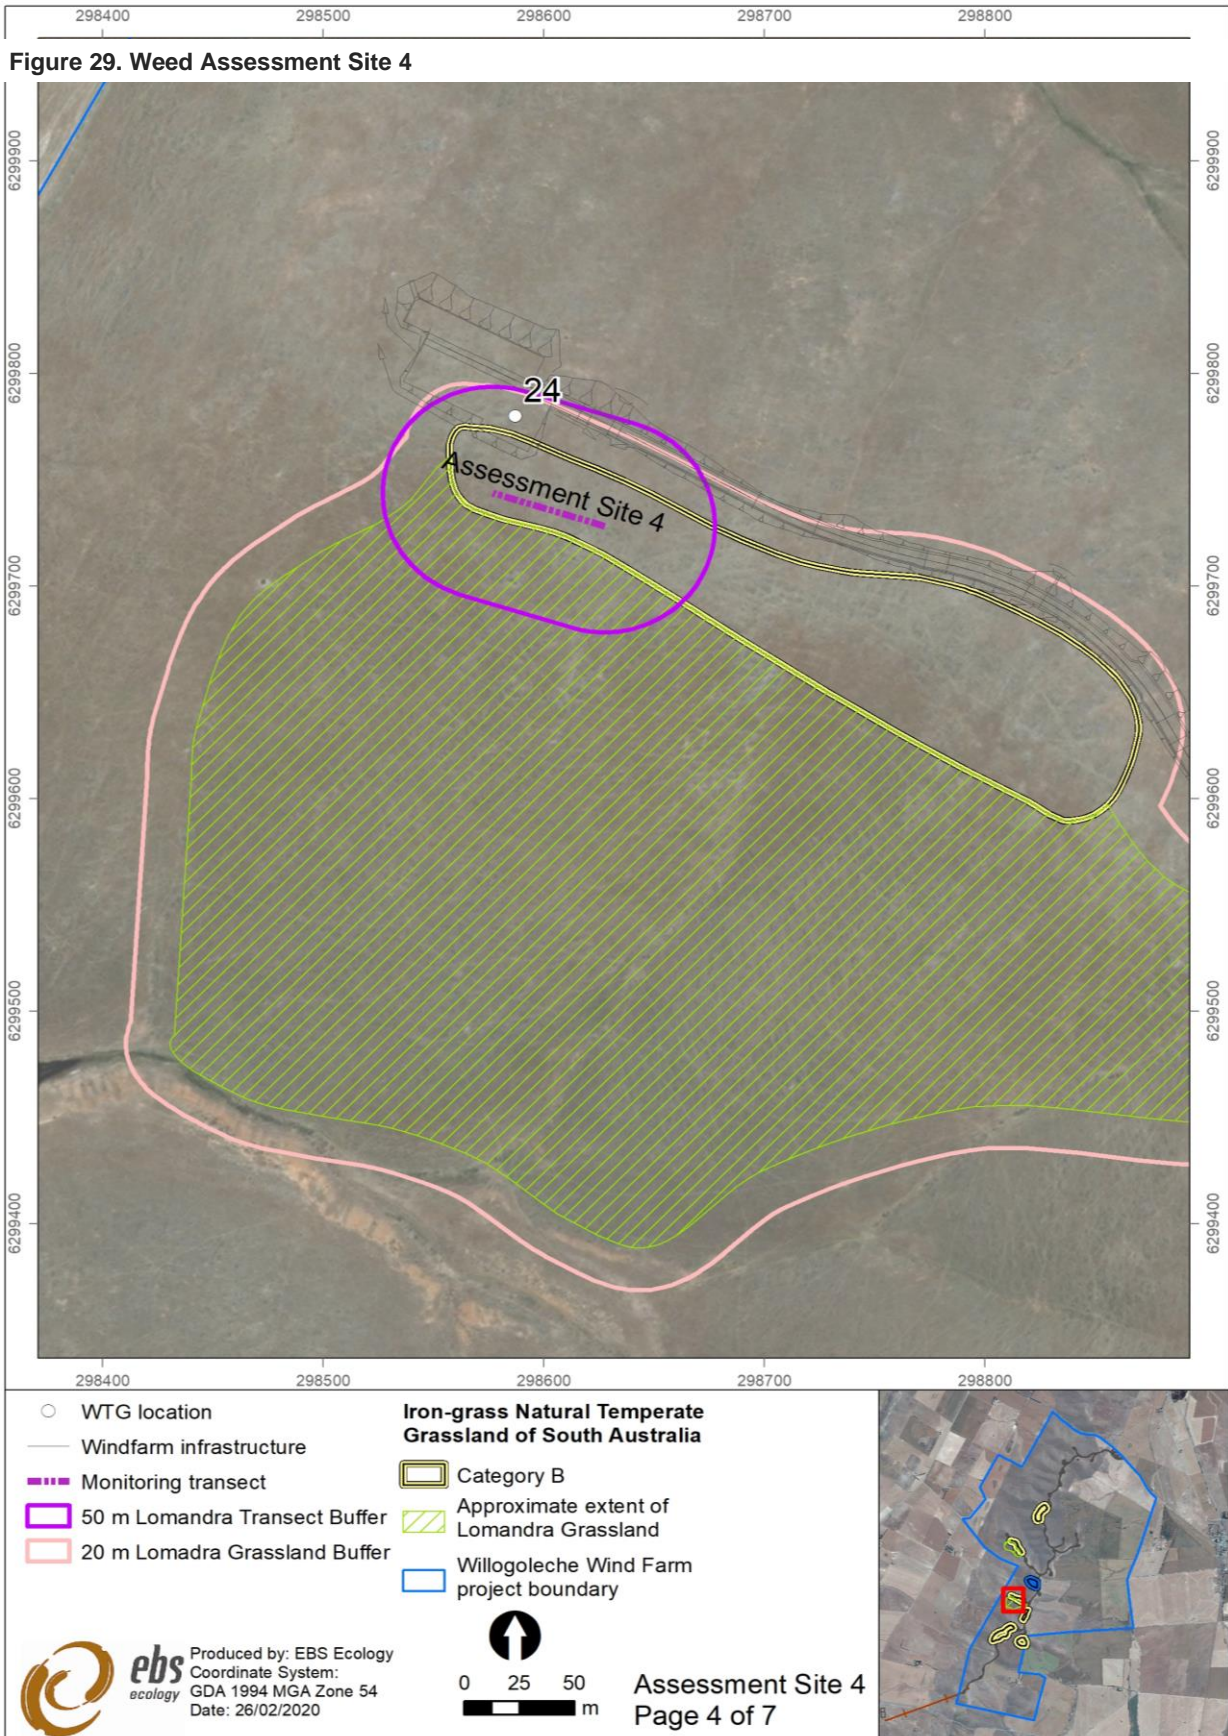 298400 298500 298600 298700 298800
Figure 29. Weed Assessment Site 4
6299900 6299900
6299800 6299800
24
Assessment Site 4
6299700 6299700
6299600 6299600
6299500 6299500
6299400 6299400
298400 298500 298600 298700 298800
WTG location
Windfarm infrastructure
Monitoring transect
50 m Lomandra Transect Buffer
20 m Lomadra Grassland Buffer
Iron-grass Natural Temperate
Grassland of South Australia
Category B
Approximate extent of
Lomandra Grassland
Willogoleche Wind Farm
project boundary
ebs
ecology
Produced by: EBS Ecology
Coordinate System:
GDA 1994 MGA Zone 54
Date: 26/02/2020
0 25 50
m
Assessment Site 4
Page 4 of 7